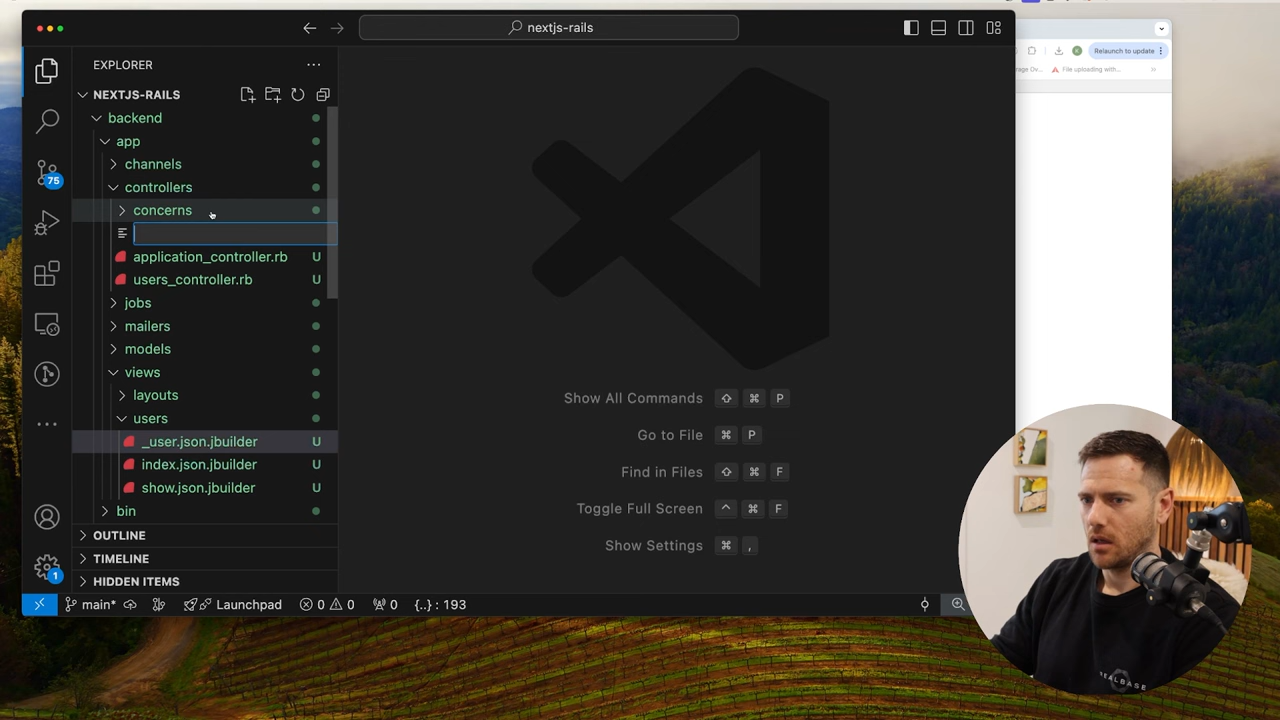 nextjs-rails
Relaunch to update
File uploading with...
EXPLORER
NEXTJS-RAILS
backend
app
channels
controllers
concerns
application_controller.rb U
users_controller.rb U
jobs
mailers
models
views
layouts
users
_user.json.jbuilder U
index.json.jbuilder U
show.json.jbuilder U
bin
OUTLINE
TIMELINE
HIDDEN ITEMS
75
1
Show All Commands ⇧ ⌘ P
Go to File ⌘ P
Find in Files ⇧ ⌘ F
Toggle Full Screen ^ ⌘ F
Show Settings ⌘ ,
main* Launchpad 0 0 0 {..} : 193